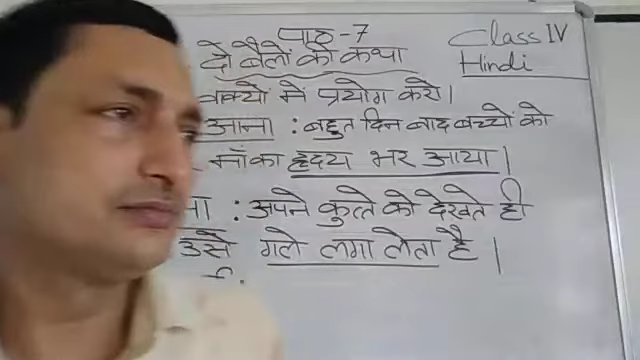 पाठ-7
Class IV
Hindi
दो बैलों की कथा
वाक्यों में प्रयोग करो।
आना : बहुत दिन बाद बच्चों को
माँ का हृदय भर आया।
: अपने कुत्ते को देखते ही
उसे गले लगा लेता है।